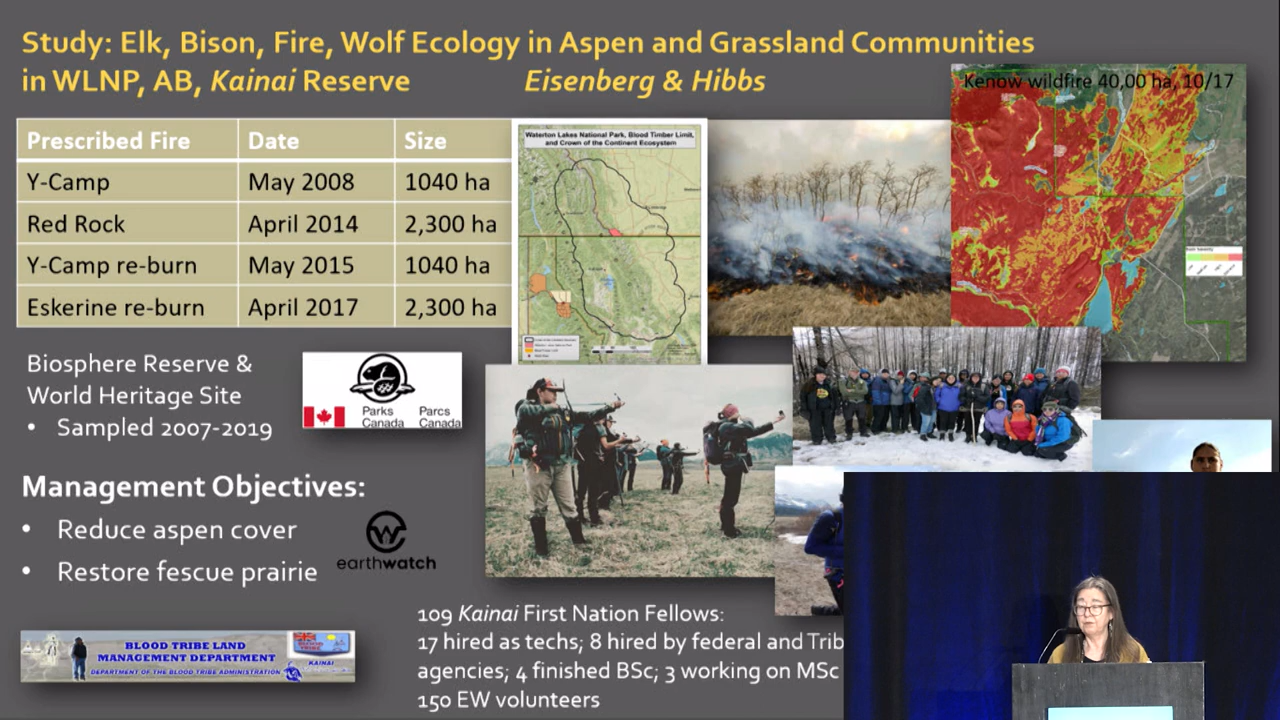 Study: Elk, Bison, Fire, Wolf Ecology in Aspen and Grassland Communities
in WLNP, AB, Kainai Reserve Eisenberg & Hibbs
Kenow wildfire 40,00 ha, 10/17
Prescribed Fire Date Size
Y-Camp May 2008 1040 ha
Red Rock April 2014 2,300 ha
Y-Camp re-burn May 2015 1040 ha
Eskerine re-burn April 2017 2,300 ha
Waterton Lakes National Park, Blood Timber Limit,
and Crown of the Continent Ecosystem
Biosphere Reserve &
World Heritage Site
• Sampled 2007-2019
Parks Parcs
Canada Canada
Management Objectives:
• Reduce aspen cover
• Restore fescue prairie
earthwatch
BLOOD TRIBE LAND
MANAGEMENT DEPARTMENT
DEPARTMENT OF THE BLOOD TRIBE ADMINISTRATION
KAINAI
109 Kainai First Nation Fellows:
17 hired as techs; 8 hired by federal and Trib
agencies; 4 finished BSc; 3 working on MSc
150 EW volunteers